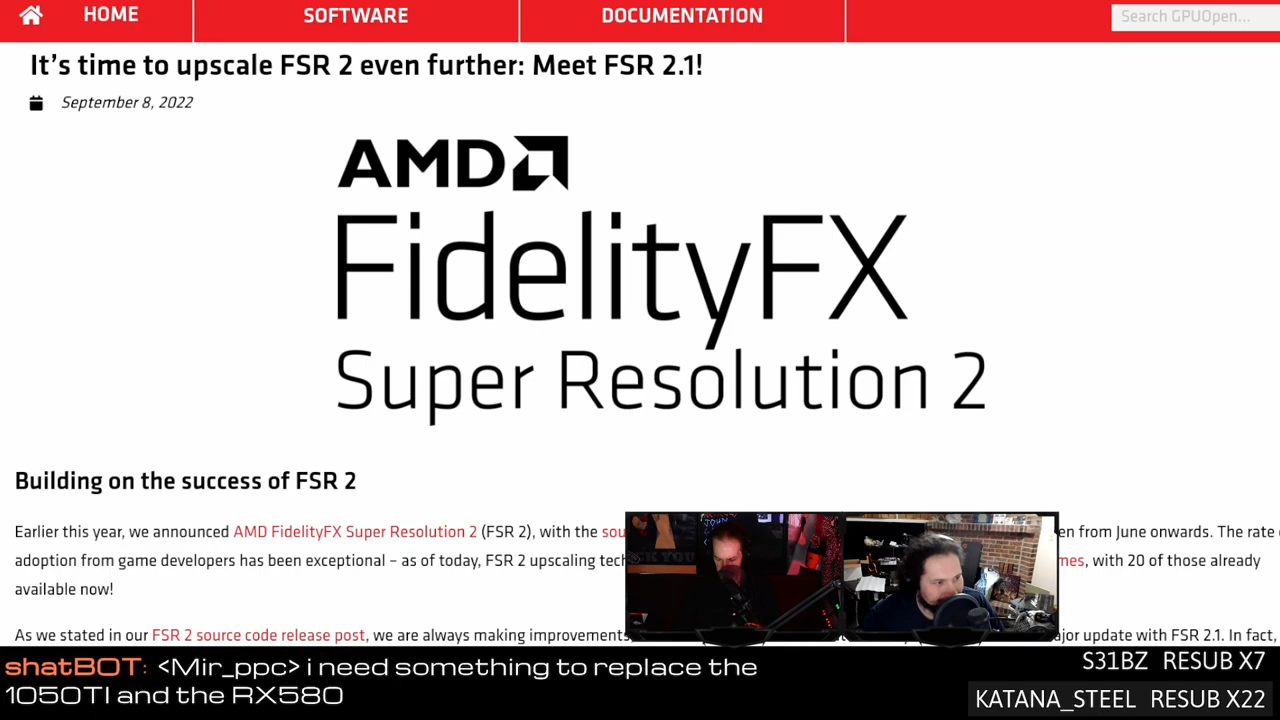 HOME
SOFTWARE
DOCUMENTATION
Search GPUOpen...
It's time to upscale FSR 2 even further: Meet FSR 2.1!
September 8, 2022
AMD
FidelityFX
Super Resolution 2
Building on the success of FSR 2
Earlier this year, we announced AMD FidelityFX Super Resolution 2 (FSR 2), with the sou en from June onwards. The rate
adoption from game developers has been exceptional – as of today, FSR 2 upscaling tech mes, with 20 of those already
available now!
As we stated in our FSR 2 source code release post, we are always making improvements ajor update with FSR 2.1. In fact,
shatBOT: <Mir_ppc> i need something to replace the
1050TI and the RX580
S31BZ RESUB X7
KATANA_STEEL RESUB X22